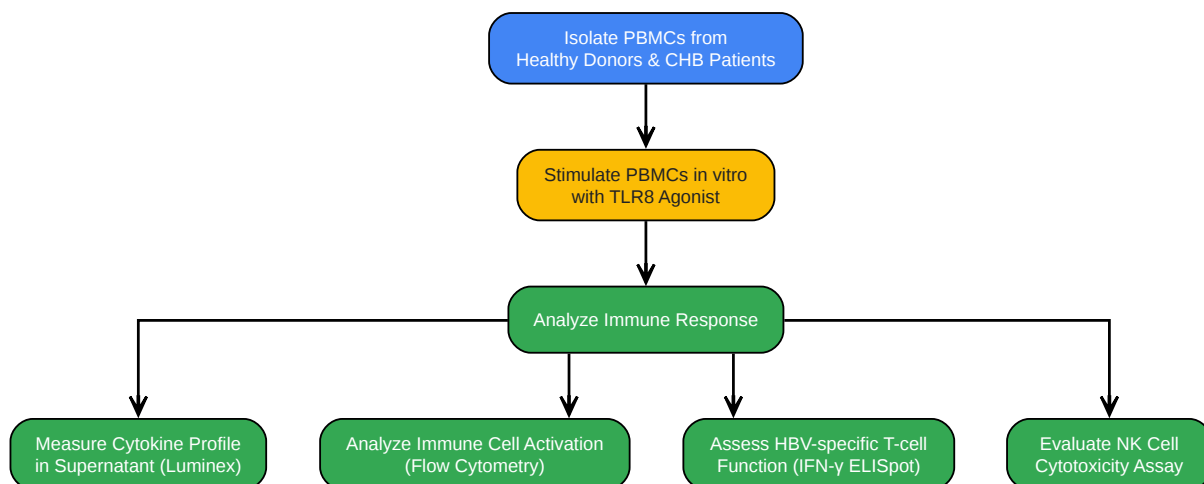 Isolate PBMCs from
Healthy Donors & CHB Patients
Stimulate PBMCs in vitro
with TLR8 Agonist
Analyze Immune Response
Measure Cytokine Profile
in Supernatant (Luminex)
Analyze Immune Cell Activation
(Flow Cytometry)
Assess HBV-specific T-cell
Function (IFN-γ ELISpot)
Evaluate NK Cell
Cytotoxicity Assay